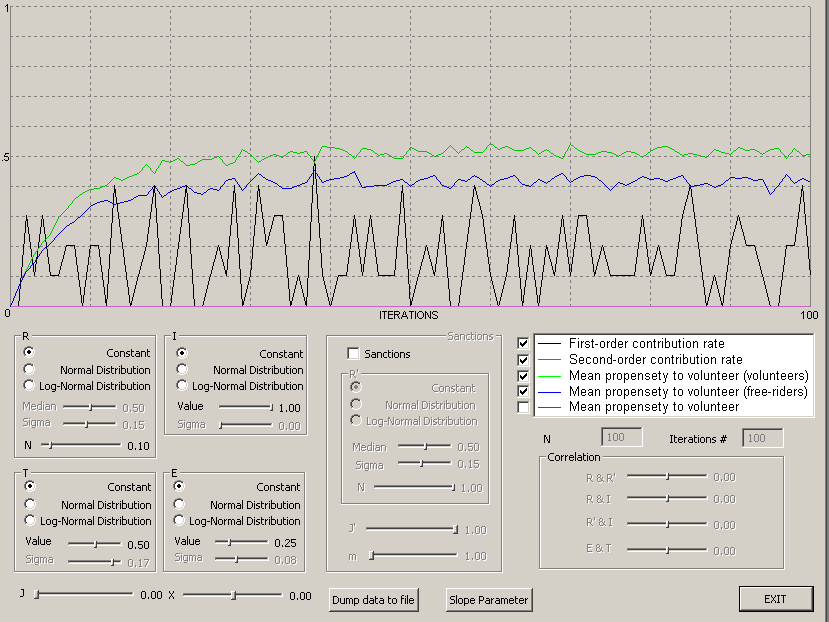 1
.5
0
ITERATIONS
100
R
Constant
Normal Distribution
Log-Normal Distribution
Median 0.50
Sigma 0.15
N 0.10
I
Constant
Normal Distribution
Log-Normal Distribution
Value 1.00
Sigma 0.00
T
Constant
Normal Distribution
Log-Normal Distribution
Value 0.50
Sigma 0.17
E
Constant
Normal Distribution
Log-Normal Distribution
Value 0.25
Sigma 0.08
J 0.00 X 0.00
Sanctions
Sanctions
R'
Constant
Normal Distribution
Log-Normal Distribution
Median 0.50
Sigma 0.15
N 1.00
J' 1.00
m 1.00
Dump data to file
Slope Parameter
First-order contribution rate
Second-order contribution rate
Mean propensety to volunteer (volunteers)
Mean propensety to volunteer (free-riders)
Mean propensety to volunteer
N 100 Iterations # 100
Correlation
R & R' 0.00
R & I 0.00
R' & I 0.00
E & T 0.00
EXIT